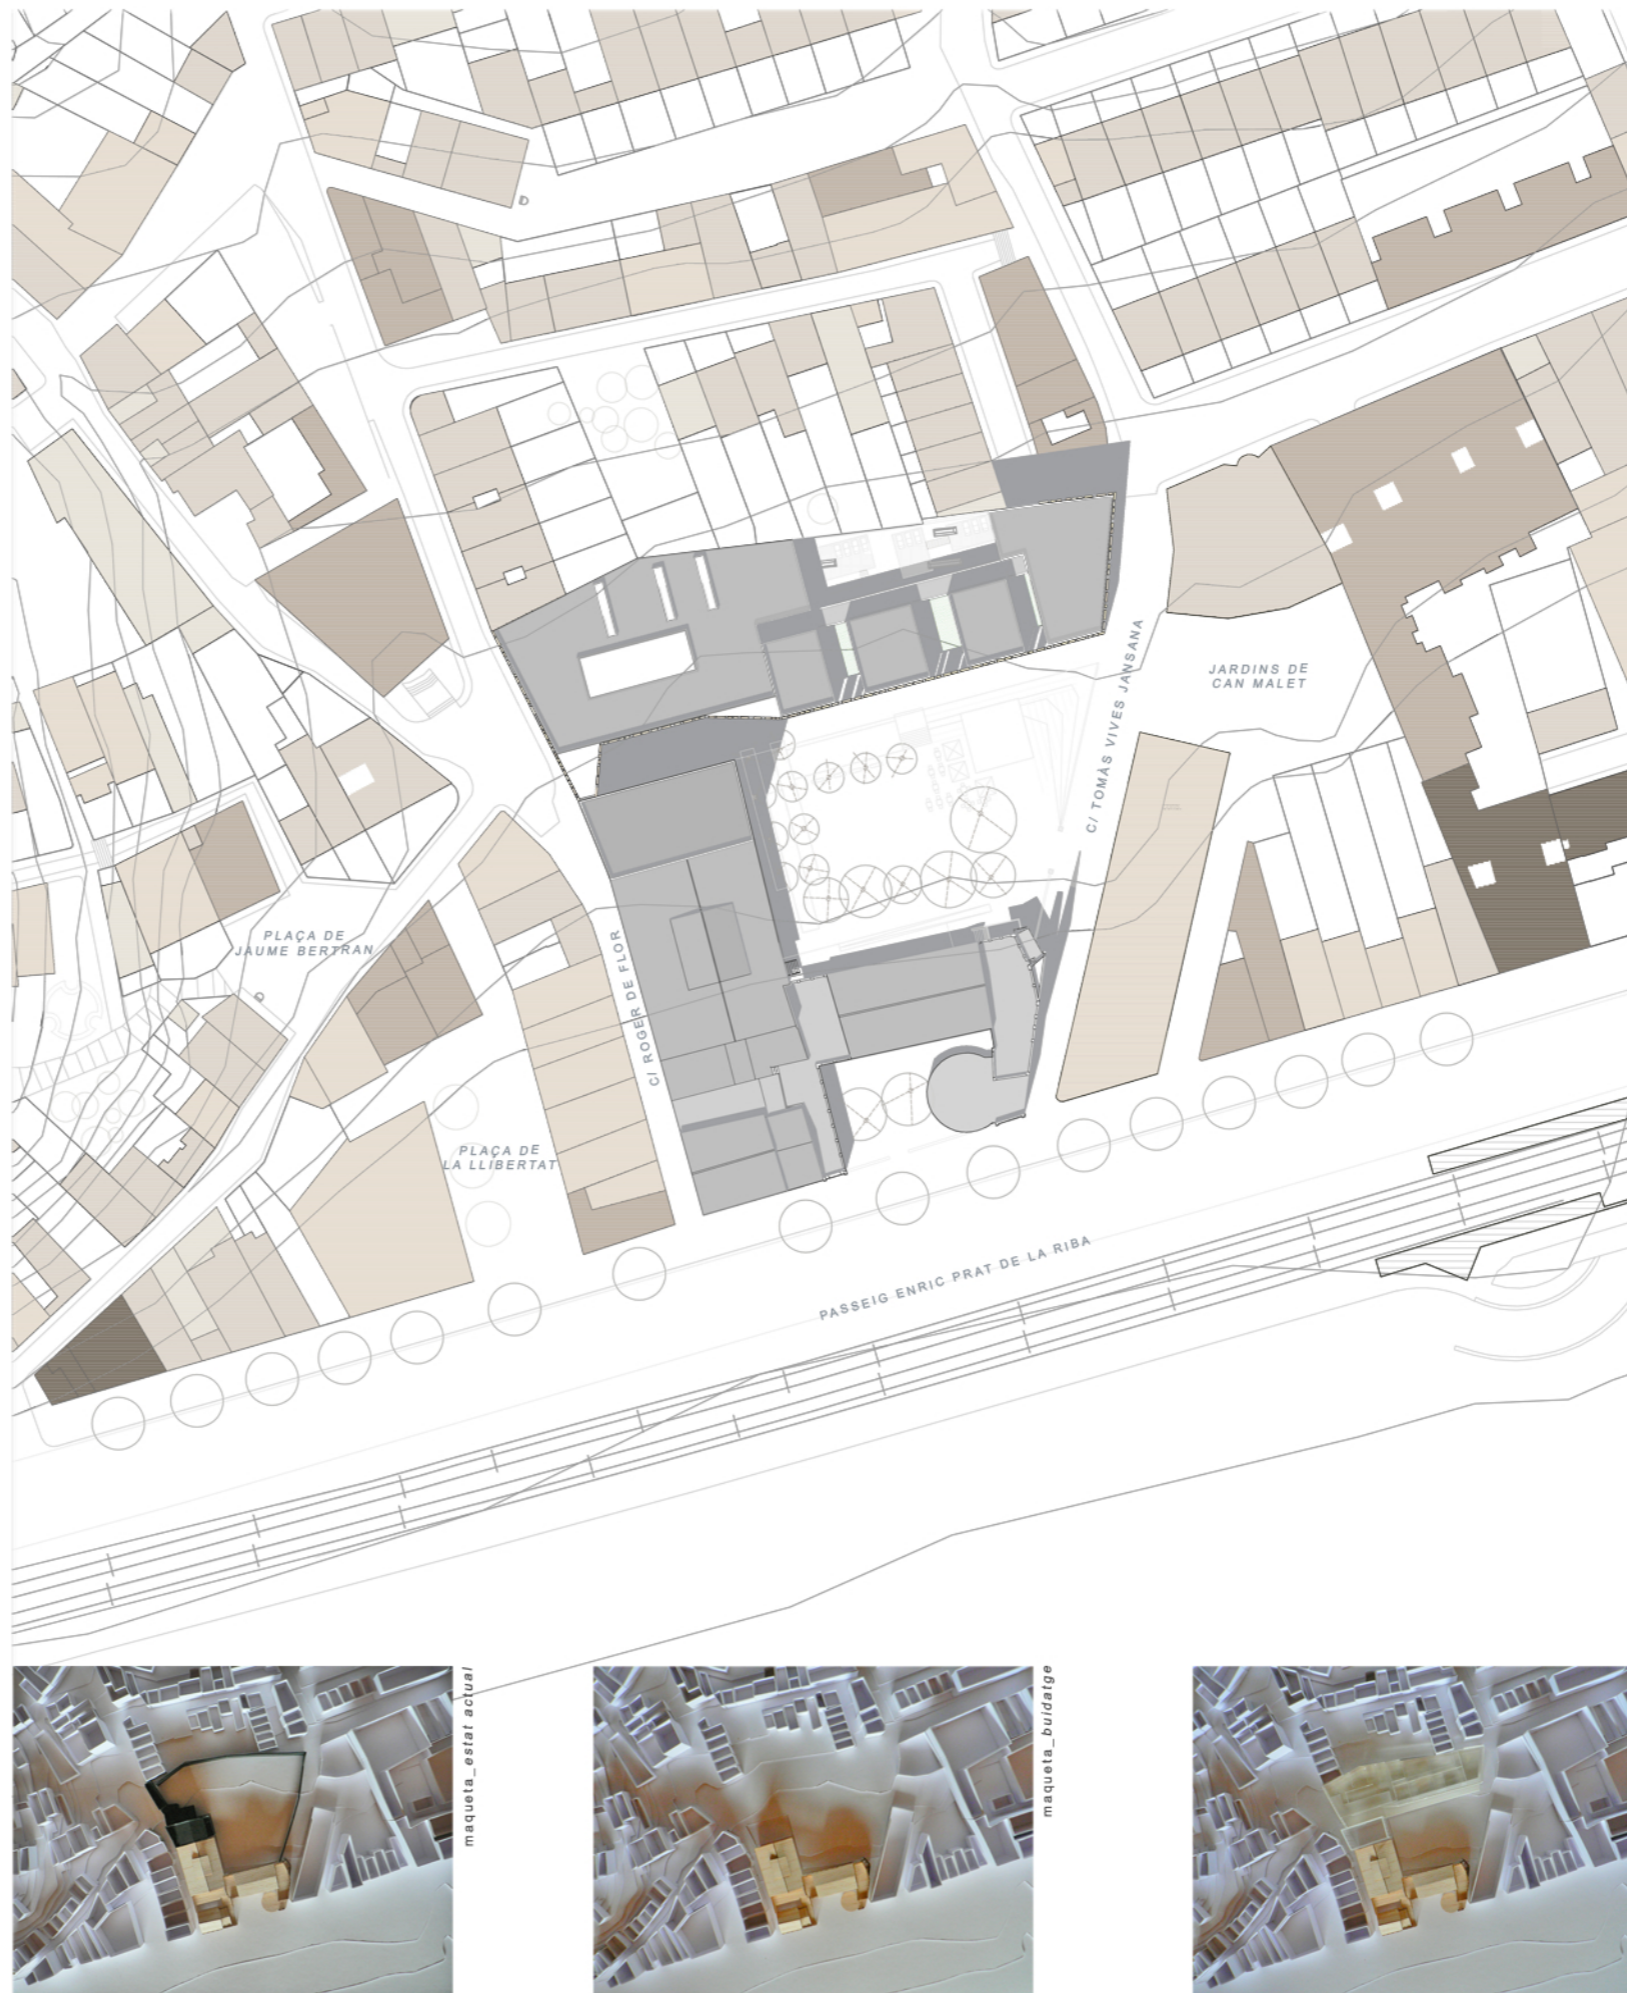 JARDINS DE
CAN MALET
C/ TOMÀS VIVES JANSANA
PLAÇA DE
JAUME BERTRAN
C/ ROGER DE FLOR
PLAÇA DE
LA LLIBERTAT
PASSEIG ENRIC PRAT DE LA RIBA
maqueta_estat actual
maqueta_buidatge